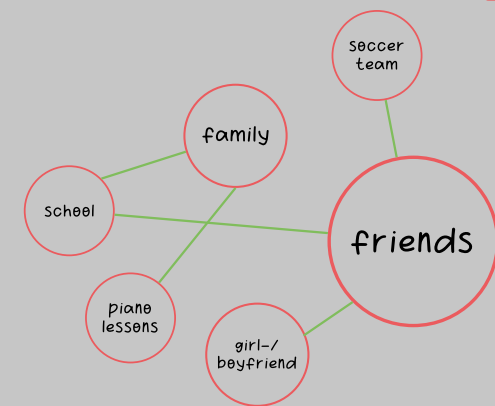 soccer
team
family
school
friends
piano
lessons
girl-/
boyfriend